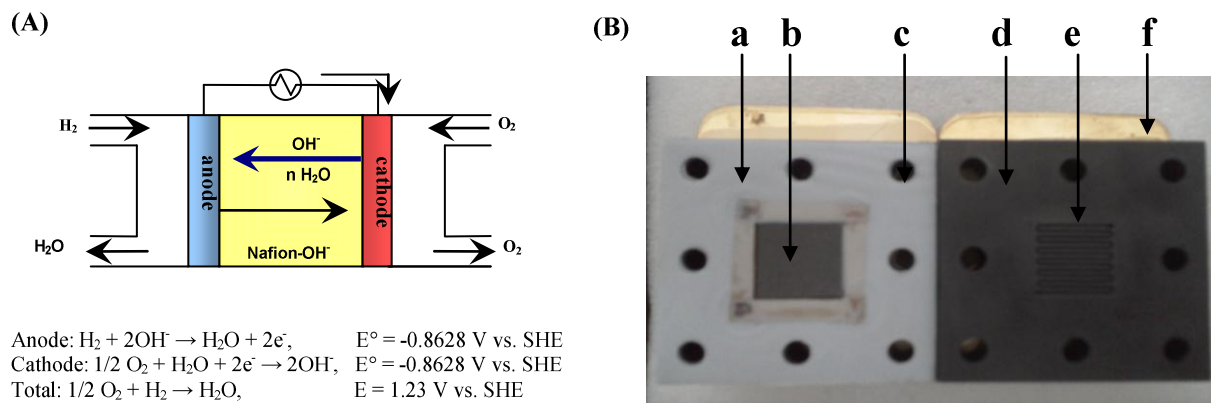 (A)
H₂
O₂
anode
OH⁻
n H₂O
cathode
Nafion-OH⁻
H₂O
O₂
Anode: H₂ + 2OH⁻ → H₂O + 2e⁻, E° = -0.8628 V vs. SHE
Cathode: 1/2 O₂ + H₂O + 2e⁻ → 2OH⁻, E° = -0.8628 V vs. SHE
Total: 1/2 O₂ + H₂ → H₂O, E = 1.23 V vs. SHE
(B)
a b c d e f